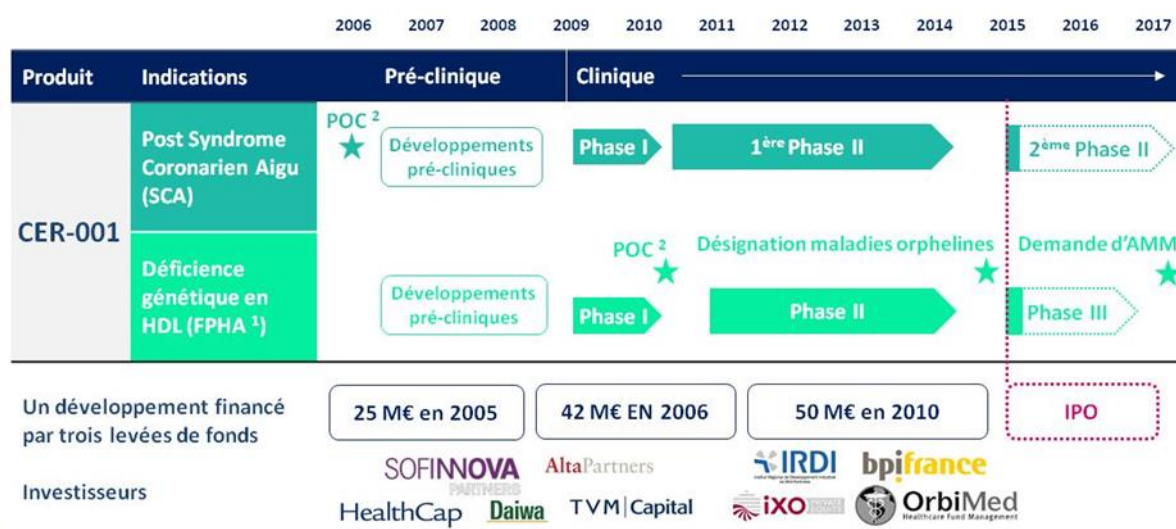 2006 2007 2008 2009 2010 2011 2012 2013 2014 2015 2016 2017
Produit Indications Pré-clinique Clinique
CER-001
Post Syndrome
Coronarien Aigu
(SCA)
POC ²
Développements
pré-cliniques
Phase I
1ère Phase II
2ème Phase II
Déficience
génétique en
HDL (FPHA ¹)
POC ²
Désignation maladies orphelines
Demande d'AMM
Développements
pré-cliniques
Phase I
Phase II
Phase III
Un développement financé
par trois levées de fonds
25 M€ en 2005
42 M€ EN 2006
50 M€ en 2010
IPO
Investisseurs
SOFINNOVA
PARTNERS
AltaPartners
IRDI
bpifrance
HealthCap
Daiwa
TVM|Capital
iXO PRIVATE
EQUITY
OrbiMed
Healthcare Fund Management